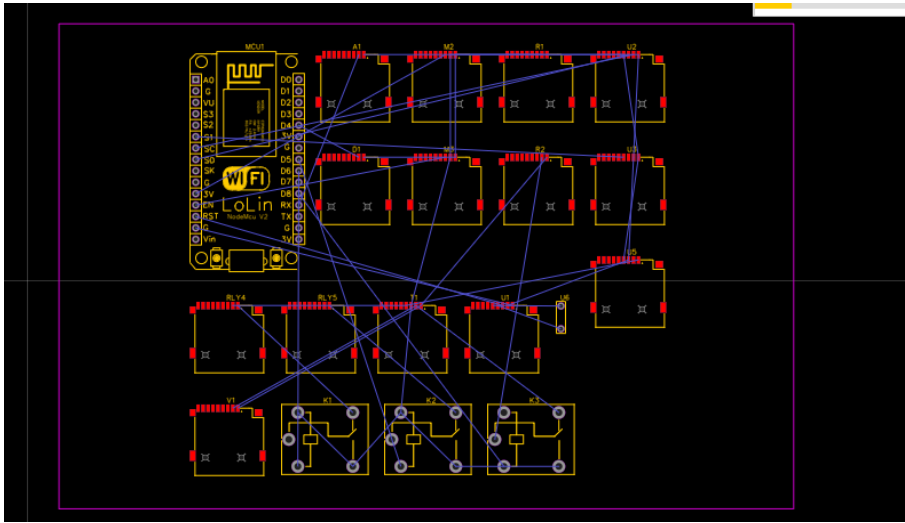 MCU1
A1
M2
R1
U2
A0
G
VU
S3
S2
S1
SC
SD
SK
G
3V
EN
RST
G
Vin
D0
D1
D2
D3
D4
3V
G
D5
D6
D7
D8
RX
TX
G
3V
WiFi
LoLin
NodeMcu V2
D1
M3
R2
U3
U5
RLY4
RLY5
T1
U1
U6
V1
K1
K2
K3